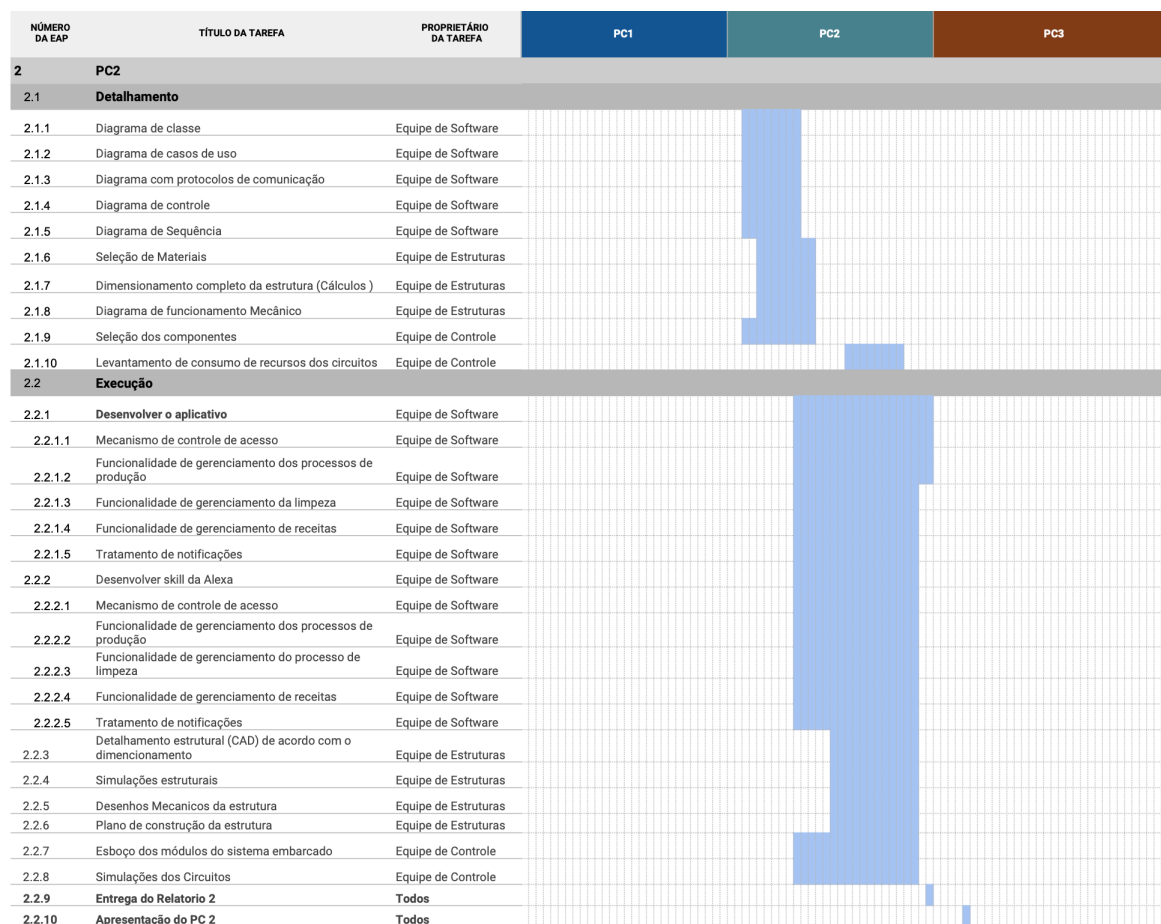 NÚMERO DA EAP TÍTULO DA TAREFA PROPRIETÁRIO DA TAREFA PC1 PC2 PC3
2 PC2
2.1 Detalhamento
2.1.1 Diagrama de classe Equipe de Software
2.1.2 Diagrama de casos de uso Equipe de Software
2.1.3 Diagrama com protocolos de comunicação Equipe de Software
2.1.4 Diagrama de controle Equipe de Software
2.1.5 Diagrama de Sequência Equipe de Software
2.1.6 Seleção de Materiais Equipe de Estruturas
2.1.7 Dimensionamento completo da estrutura (Cálculos ) Equipe de Estruturas
2.1.8 Diagrama de funcionamento Mecânico Equipe de Estruturas
2.1.9 Seleção dos componentes Equipe de Controle
2.1.10 Levantamento de consumo de recursos dos circuitos Equipe de Controle
2.2 Execução
2.2.1 Desenvolver o aplicativo Equipe de Software
2.2.1.1 Mecanismo de controle de acesso Equipe de Software
Funcionalidade de gerenciamento dos processos de
2.2.1.2 produção Equipe de Software
2.2.1.3 Funcionalidade de gerenciamento da limpeza Equipe de Software
2.2.1.4 Funcionalidade de gerenciamento de receitas Equipe de Software
2.2.1.5 Tratamento de notificações Equipe de Software
2.2.2 Desenvolver skill da Alexa Equipe de Software
2.2.2.1 Mecanismo de controle de acesso Equipe de Software
Funcionalidade de gerenciamento dos processos de
2.2.2.2 produção Equipe de Software
Funcionalidade de gerenciamento do processo de
2.2.2.3 limpeza Equipe de Software
2.2.2.4 Funcionalidade de gerenciamento de receitas Equipe de Software
2.2.2.5 Tratamento de notificações Equipe de Software
Detalhamento estrutural (CAD) de acordo com o
2.2.3 dimencionamento Equipe de Estruturas
2.2.4 Simulações estruturais Equipe de Estruturas
2.2.5 Desenhos Mecanicos da estrutura Equipe de Estruturas
2.2.6 Plano de construção da estrutura Equipe de Estruturas
2.2.7 Esboço dos módulos do sistema embarcado Equipe de Controle
2.2.8 Simulações dos Circuitos Equipe de Controle
2.2.9 Entrega do Relatorio 2 Todos
2.2.10 Apresentação do PC 2 Todos